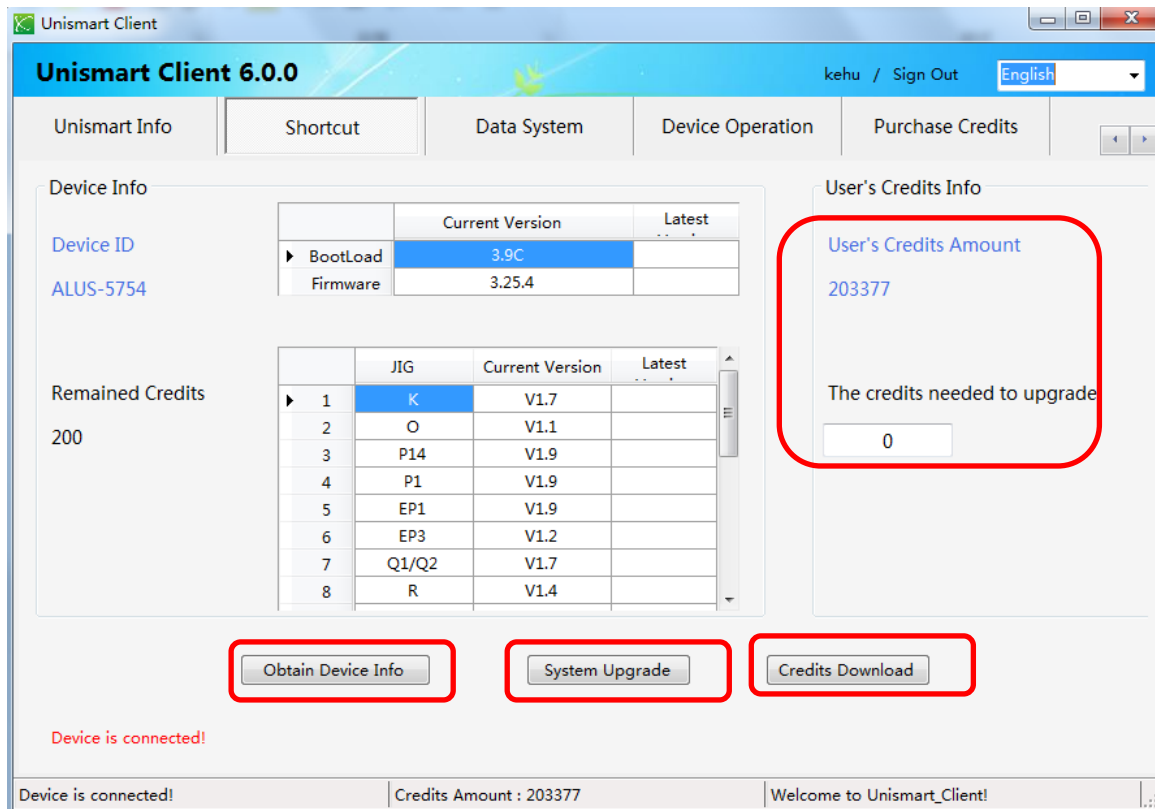 Unismart Client
Unismart Client 6.0.0
kehu / Sign Out
English
Unismart Info
Shortcut
Data System
Device Operation
Purchase Credits
Device Info
User's Credits Info
Device ID
ALUS-5754
Current Version Latest
BootLoad 3.9C
Firmware 3.25.4
User's Credits Amount
203377
Remained Credits
200
JIG Current Version Latest
1 K V1.7
2 O V1.1
3 P14 V1.9
4 P1 V1.9
5 EP1 V1.9
6 EP3 V1.2
7 Q1/Q2 V1.7
8 R V1.4
The credits needed to upgrade
0
Obtain Device Info
System Upgrade
Credits Download
Device is connected!
Device is connected!
Credits Amount : 203377
Welcome to Unismart_Client!